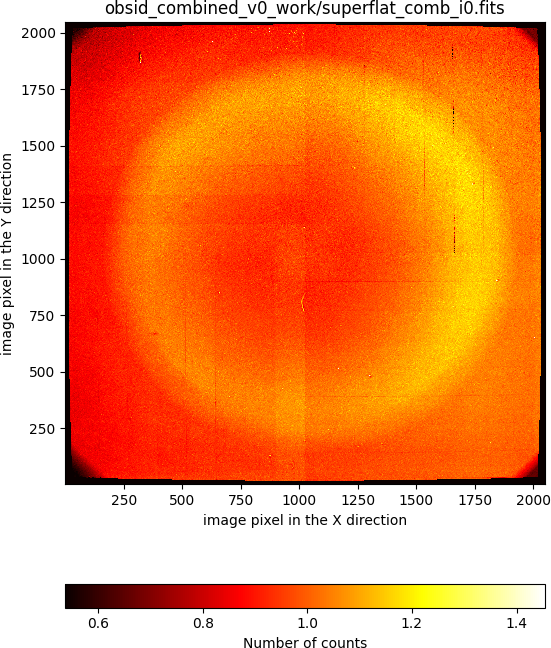 obsid_combined_v0_work/superflat_comb_i0.fits
2000
1750
1500
1250
1000
750
500
250
image pixel in the Y direction
250 500 750 1000 1250 1500 1750 2000
image pixel in the X direction
0.6 0.8 1.0 1.2 1.4
Number of counts